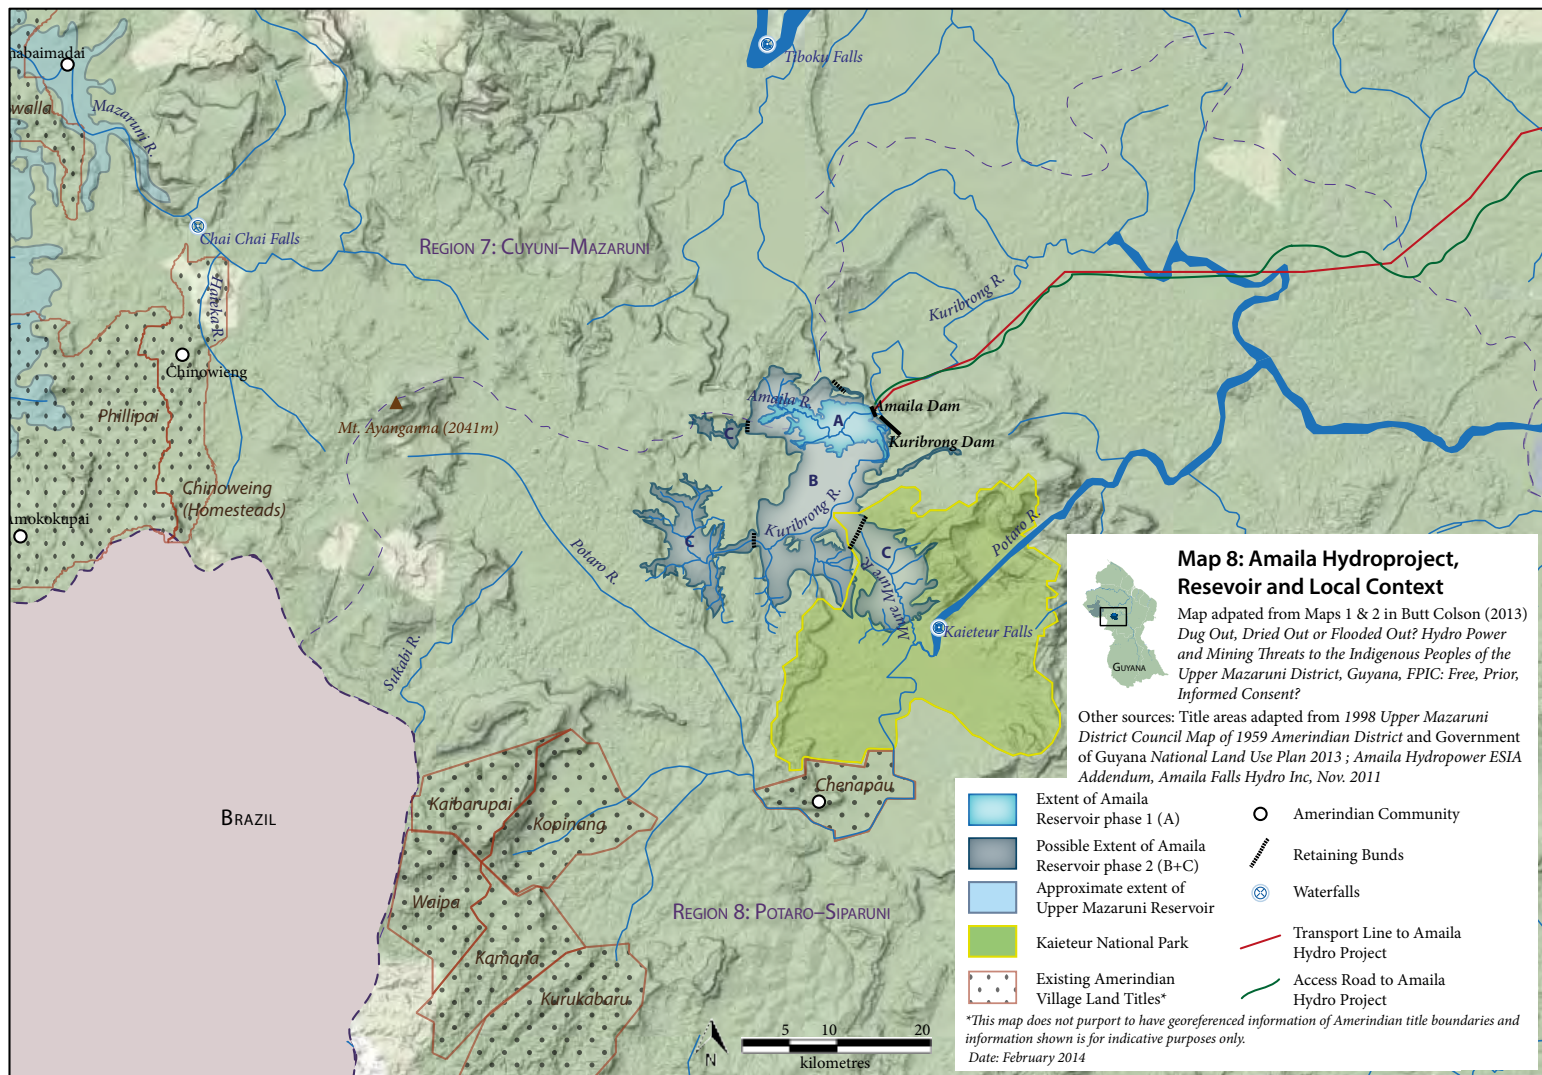 nabaimadai
Tiboku Falls
walla
Mazaruni R.
Chai Chai Falls
Region 7: Cuyuni–Mazaruni
Haieka R.
Kuribrong R.
Chinowieng
Phillipai
Mt. Ayanganna (2041m)
Amaila R.
A
Amaila Dam
Kuribrong Dam
C
B
Chinoweing
(Homesteads)
Amokokupai
Kuribrong R.
C
C
Potaro R.
Potaro R.
Mure Mure R.
Kaieteur Falls
Sukabi R.
Chenapau
Kaibarupai
Kopinang
Brazil
Waipa
Region 8: Potaro–Siparuni
Kamana
Kurukabaru
N
5 10 20
kilometres
Map 8: Amaila Hydroproject,
Resevoir and Local Context
Guyana
Map adpated from Maps 1 & 2 in Butt Colson (2013)
Dug Out, Dried Out or Flooded Out? Hydro Power
and Mining Threats to the Indigenous Peoples of the
Upper Mazaruni District, Guyana, FPIC: Free, Prior,
Informed Consent?
Other sources: Title areas adapted from 1998 Upper Mazaruni
District Council Map of 1959 Amerindian District and Government
of Guyana National Land Use Plan 2013 ; Amaila Hydropower ESIA
Addendum, Amaila Falls Hydro Inc, Nov. 2011
Extent of Amaila
Reservoir phase 1 (A)
Possible Extent of Amaila
Reservoir phase 2 (B+C)
Approximate extent of
Upper Mazaruni Reservoir
Kaieteur National Park
Existing Amerindian
Village Land Titles*
Amerindian Community
Retaining Bunds
Waterfalls
Transport Line to Amaila
Hydro Project
Access Road to Amaila
Hydro Project
*This map does not purport to have georeferenced information of Amerindian title boundaries and
information shown is for indicative purposes only.
Date: February 2014